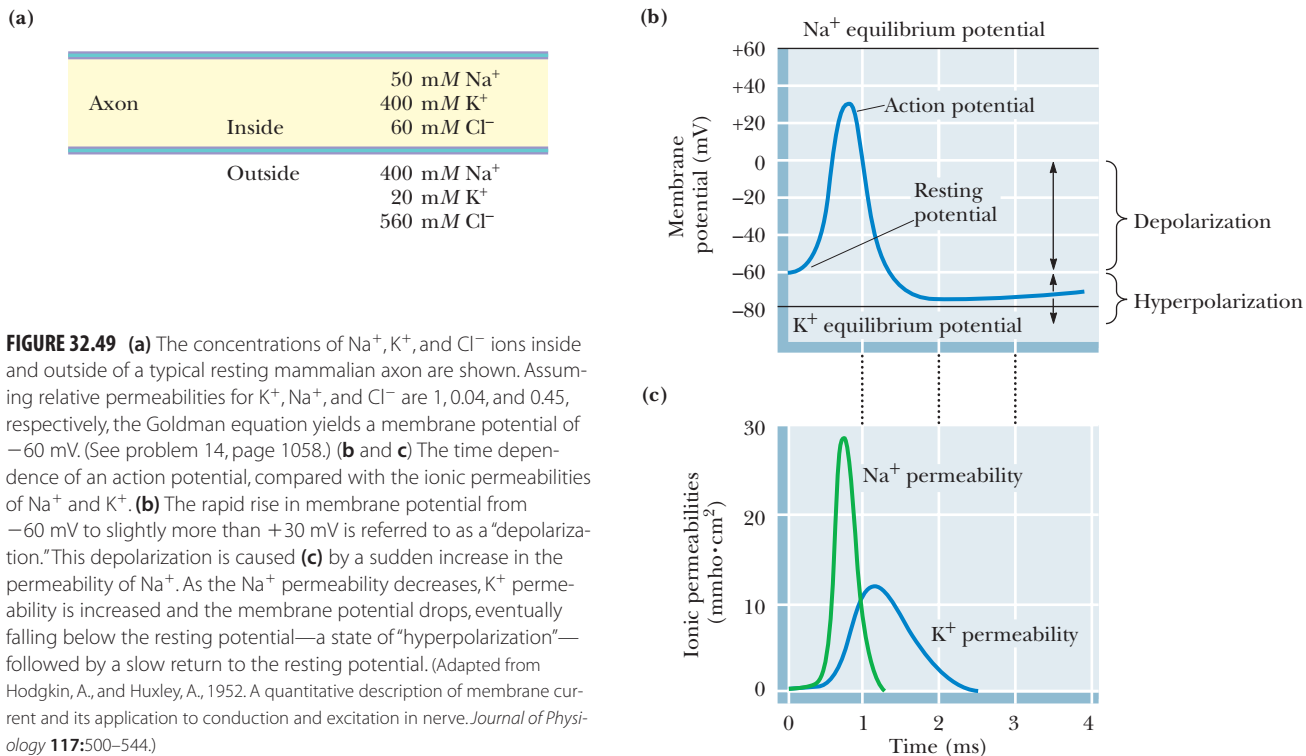 (a)
50 mM Na⁺
Axon 400 mM K⁺
Inside 60 mM Cl⁻
Outside 400 mM Na⁺
20 mM K⁺
560 mM Cl⁻
FIGURE 32.49 (a) The concentrations of Na⁺, K⁺, and Cl⁻ ions inside
and outside of a typical resting mammalian axon are shown. Assum-
ing relative permeabilities for K⁺, Na⁺, and Cl⁻ are 1, 0.04, and 0.45,
respectively, the Goldman equation yields a membrane potential of
−60 mV. (See problem 14, page 1058.) (b and c) The time depen-
dence of an action potential, compared with the ionic permeabilities
of Na⁺ and K⁺. (b) The rapid rise in membrane potential from
−60 mV to slightly more than +30 mV is referred to as a "depolariza-
tion." This depolarization is caused (c) by a sudden increase in the
permeability of Na⁺. As the Na⁺ permeability decreases, K⁺ perme-
ability is increased and the membrane potential drops, eventually
falling below the resting potential—a state of "hyperpolarization"—
followed by a slow return to the resting potential. (Adapted from
Hodgkin, A., and Huxley, A., 1952. A quantitative description of membrane cur-
rent and its application to conduction and excitation in nerve. Journal of Physi-
ology 117:500–544.)
(b)
Na⁺ equilibrium potential
+60
+40
+20
0
−20
−40
−60
−80
Membrane
potential (mV)
Action potential
Resting
potential
Depolarization
Hyperpolarization
K⁺ equilibrium potential
(c)
30
20
10
0
Ionic permeabilities
(mmho·cm²)
Na⁺ permeability
K⁺ permeability
0 1 2 3 4
Time (ms)